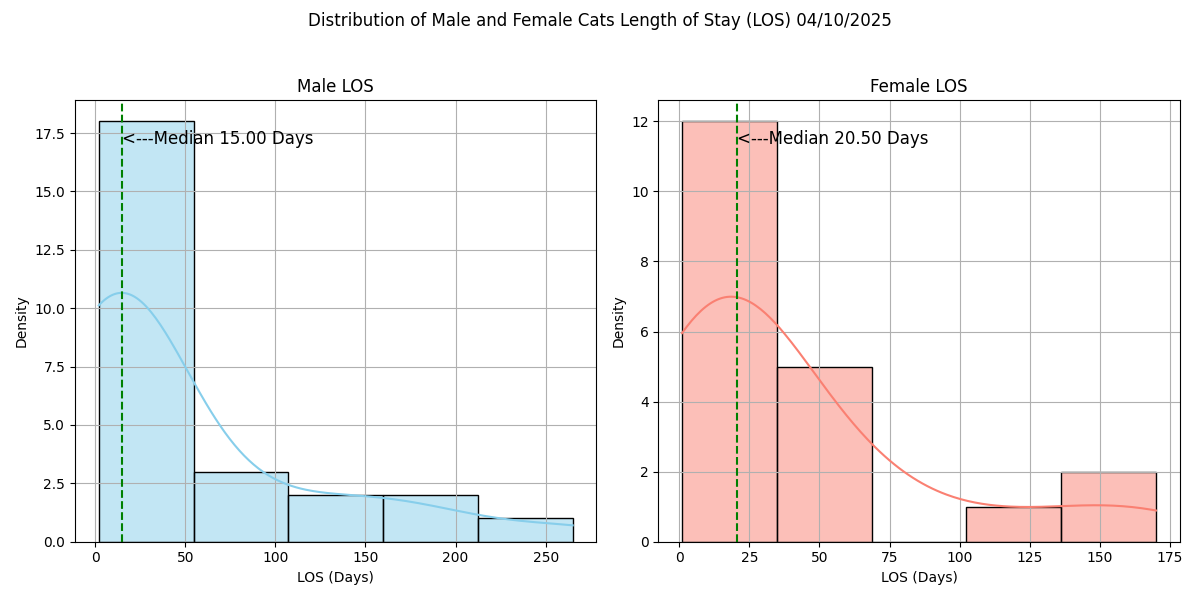 Distribution of Male and Female Cats Length of Stay (LOS) 04/10/2025
Male LOS
17.5
15.0
12.5
10.0
7.5
5.0
2.5
0.0
Density
<---Median 15.00 Days
0 50 100 150 200 250
LOS (Days)
Female LOS
12
10
8
6
4
2
0
Density
<---Median 20.50 Days
0 25 50 75 100 125 150 175
LOS (Days)